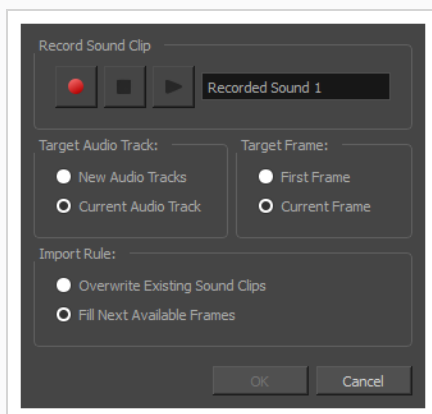 Record Sound Clip
Recorded Sound 1
Target Audio Track:
New Audio Tracks
Current Audio Track
Target Frame:
First Frame
Current Frame
Import Rule:
Overwrite Existing Sound Clips
Fill Next Available Frames
OK
Cancel